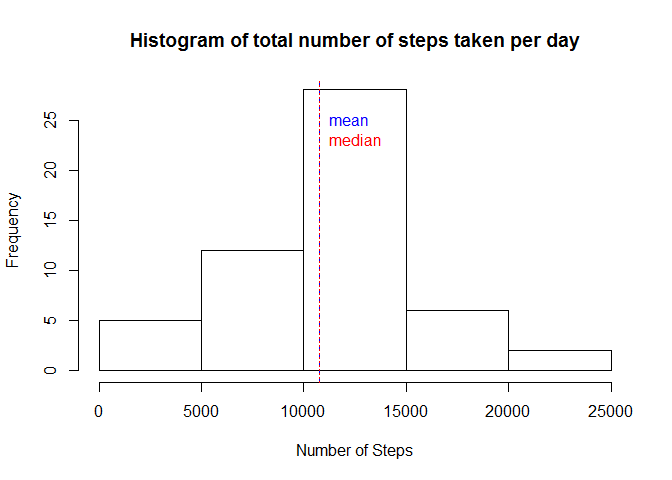 Histogram of total number of steps taken per day
mean
median
Frequency
25
20
15
10
5
0
0 5000 10000 15000 20000 25000
Number of Steps